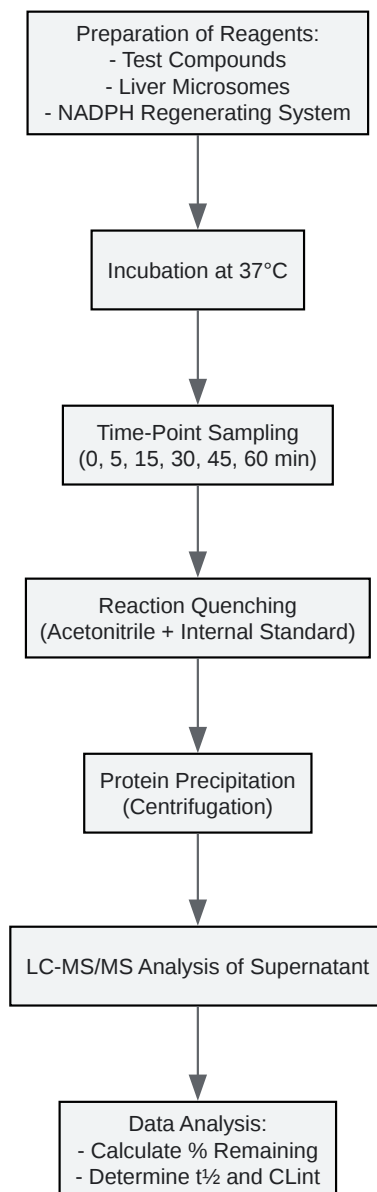 Preparation of Reagents:
- Test Compounds
- Liver Microsomes
- NADPH Regenerating System
Incubation at 37°C
Time-Point Sampling
(0, 5, 15, 30, 45, 60 min)
Reaction Quenching
(Acetonitrile + Internal Standard)
Protein Precipitation
(Centrifugation)
LC-MS/MS Analysis of Supernatant
Data Analysis:
- Calculate % Remaining
- Determine t½ and CLint